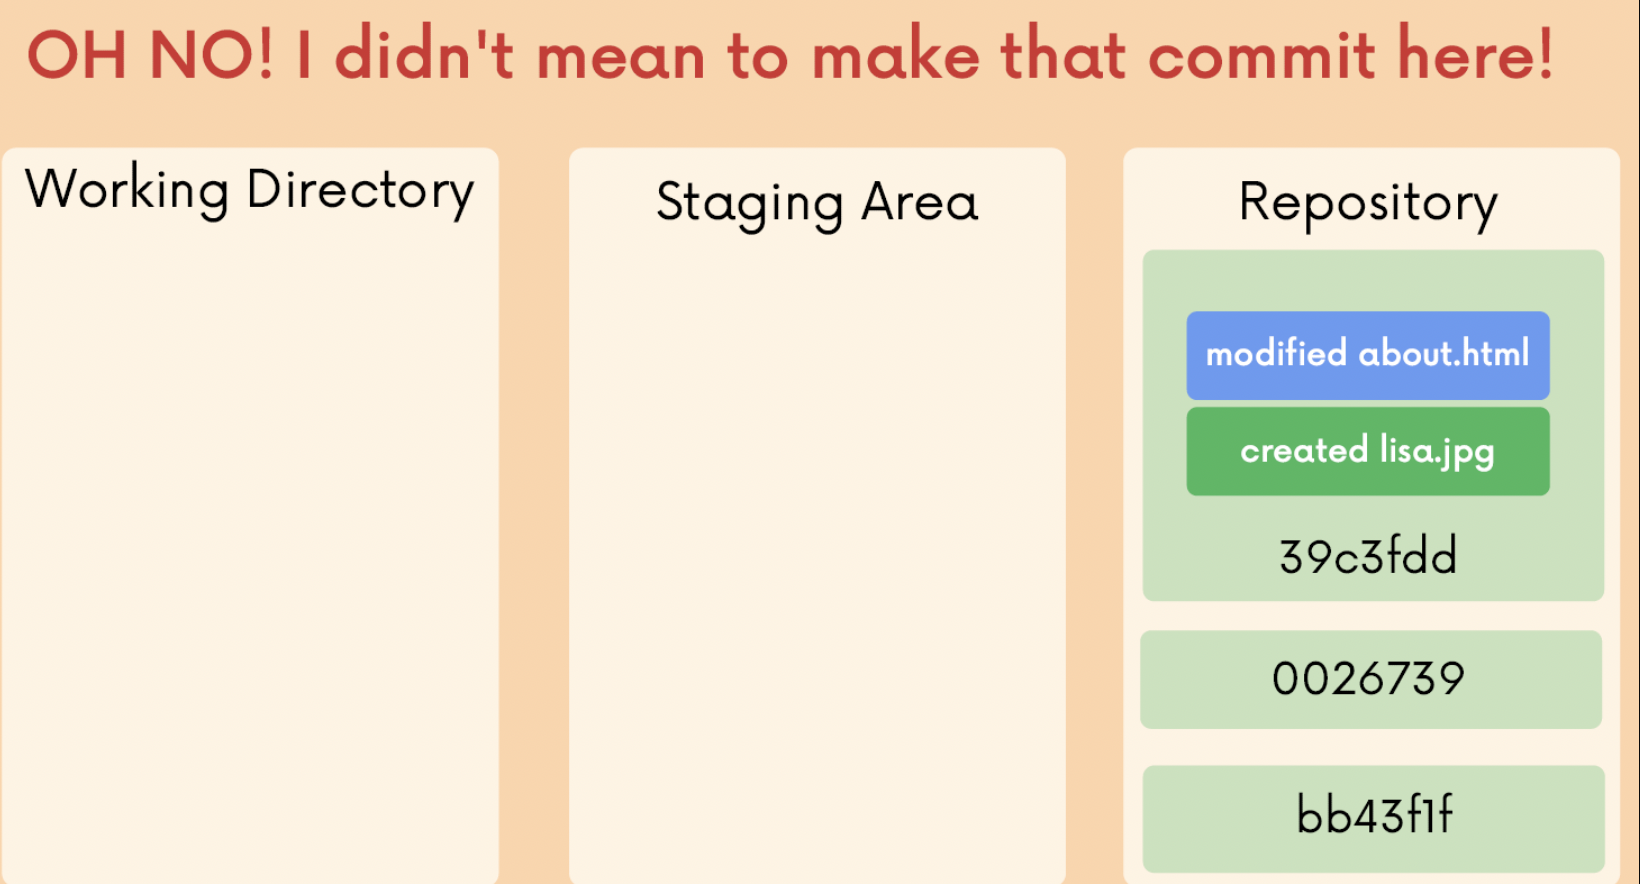 OH NO! I didn't mean to make that commit here!
Working Directory
Staging Area
Repository
modified about.html
created lisa.jpg
39c3fdd
0026739
bb43f1f